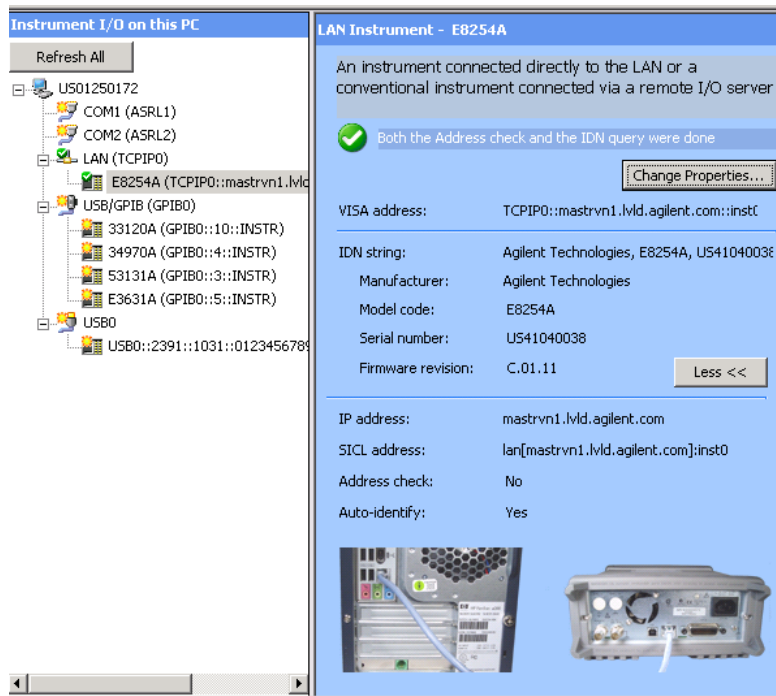 Instrument I/O on this PC
Refresh All
US01250172
COM1 (ASRL1)
COM2 (ASRL2)
LAN (TCPIP0)
E8254A (TCPIP0::mastrvn1.lvld
USB/GPIB (GPIB0)
33120A (GPIB0::10::INSTR)
34970A (GPIB0::4::INSTR)
53131A (GPIB0::3::INSTR)
E3631A (GPIB0::5::INSTR)
USB0
USB0::2391::1031::0123456789
LAN Instrument - E8254A
An instrument connected directly to the LAN or a
conventional instrument connected via a remote I/O server
Both the Address check and the IDN query were done
Change Properties...
VISA address: TCPIP0::mastrvn1.lvld.agilent.com::inst0
IDN string: Agilent Technologies, E8254A, US41040038
Manufacturer: Agilent Technologies
Model code: E8254A
Serial number: US41040038
Firmware revision: C.01.11
Less <<
IP address: mastrvn1.lvld.agilent.com
SICL address: lan[mastrvn1.lvld.agilent.com]:inst0
Address check: No
Auto-identify: Yes